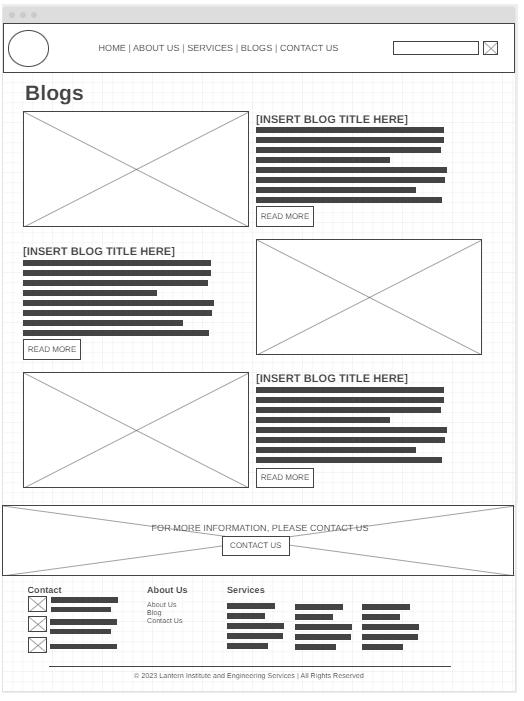 HOME | ABOUT US | SERVICES | BLOGS | CONTACT US
Blogs
[INSERT BLOG TITLE HERE]
READ MORE
[INSERT BLOG TITLE HERE]
READ MORE
[INSERT BLOG TITLE HERE]
READ MORE
FOR MORE INFORMATION, PLEASE CONTACT US
CONTACT US
Contact
About Us
About Us
Blog
Contact Us
Services
© 2023 Lantern Institute and Engineering Services | All Rights Reserved